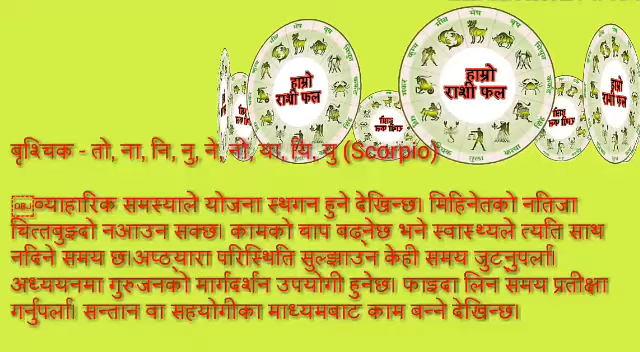 हाम्रो
राशी फल
हाम्रो
राशी फल
बृश्चिक - तो, ना, नि, नु, ने, नो, या, यि, यु (Scorpio)
OBJ व्याहारिक समस्याले योजना स्थगन हुने देखिन्छ। मिहिनेतको नतिजा
चित्तबुझ्दो नआउन सक्छ। कामको चाप बढ्नेछ भने स्वास्थ्यले त्यति साथ
नदिने समय छ।अप्ठ्यारा परिस्थिति सुल्झाउन केही समय जुट्नुपर्ला।
अध्ययनमा गुरुजनको मार्गदर्शन उपयोगी हुनेछ। फाइदा लिन समय प्रतीक्षा
गर्नुपर्ला। सन्तान वा सहयोगीका माध्यमबाट काम बन्ने देखिन्छ।